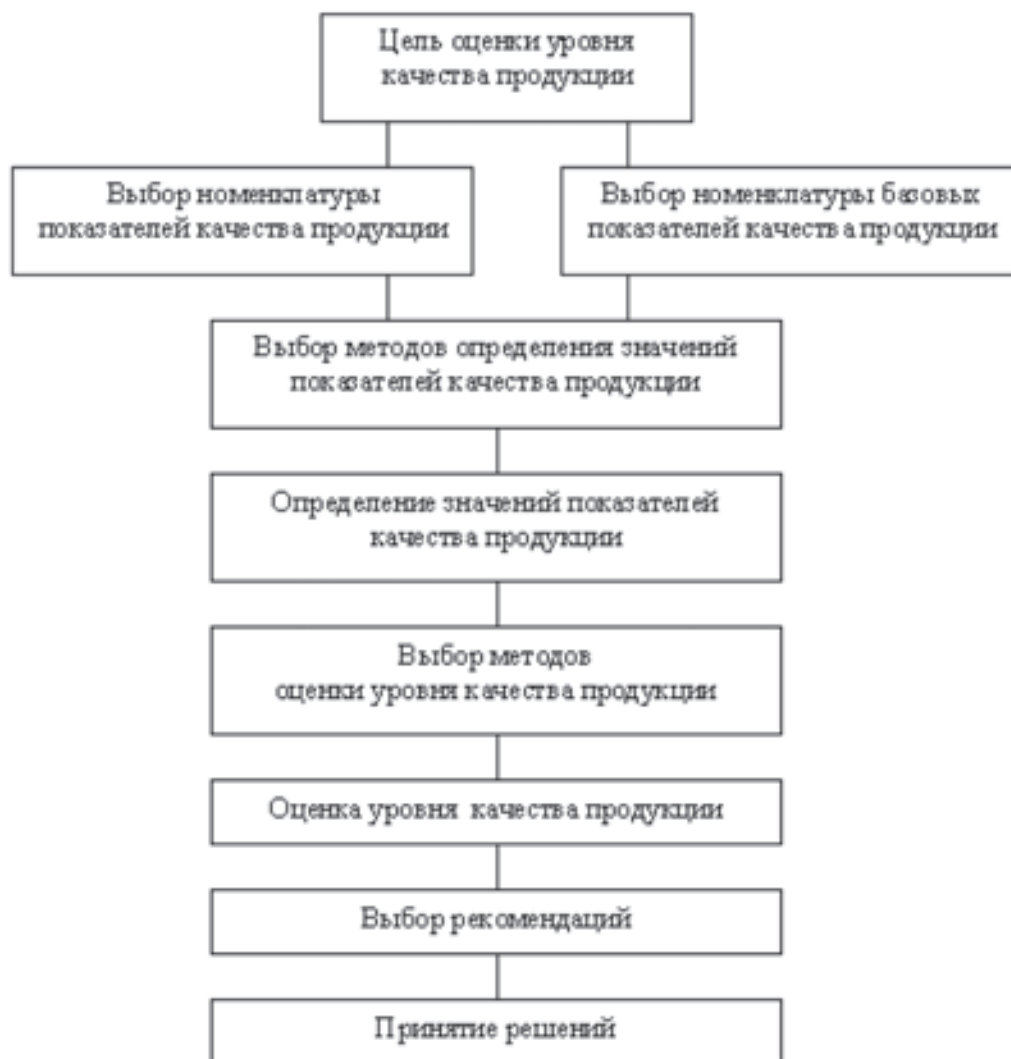 Цель оценки уровня
качества продукции
Выбор номенклатуры
показателей качества продукции
Выбор номенклатуры базовых
показателей качества продукции
Выбор методов определения значений
показателей качества продукции
Определение значений показателей
качества продукции
Выбор методов
оценки уровня качества продукции
Оценка уровня качества продукции
Выбор рекомендаций
Принятие решений